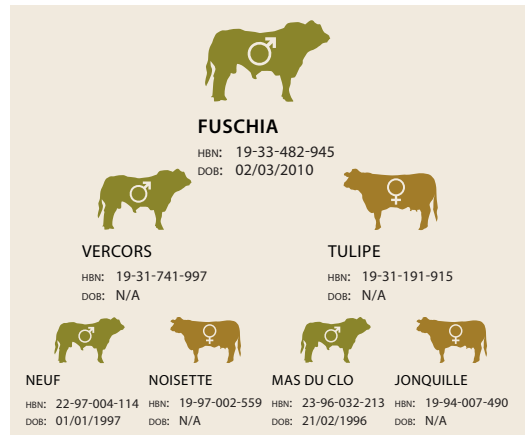 FUSCHIA
HBN: 19-33-482-945
DOB: 02/03/2010
VERCORS
HBN: 19-31-741-997
DOB: N/A
TULIPE
HBN: 19-31-191-915
DOB: N/A
NEUF
HBN: 22-97-004-114
DOB: 01/01/1997
NOISETTE
HBN: 19-97-002-559
DOB: N/A
MAS DU CLO
HBN: 23-96-032-213
DOB: 21/02/1996
JONQUILLE
HBN: 19-94-007-490
DOB: N/A